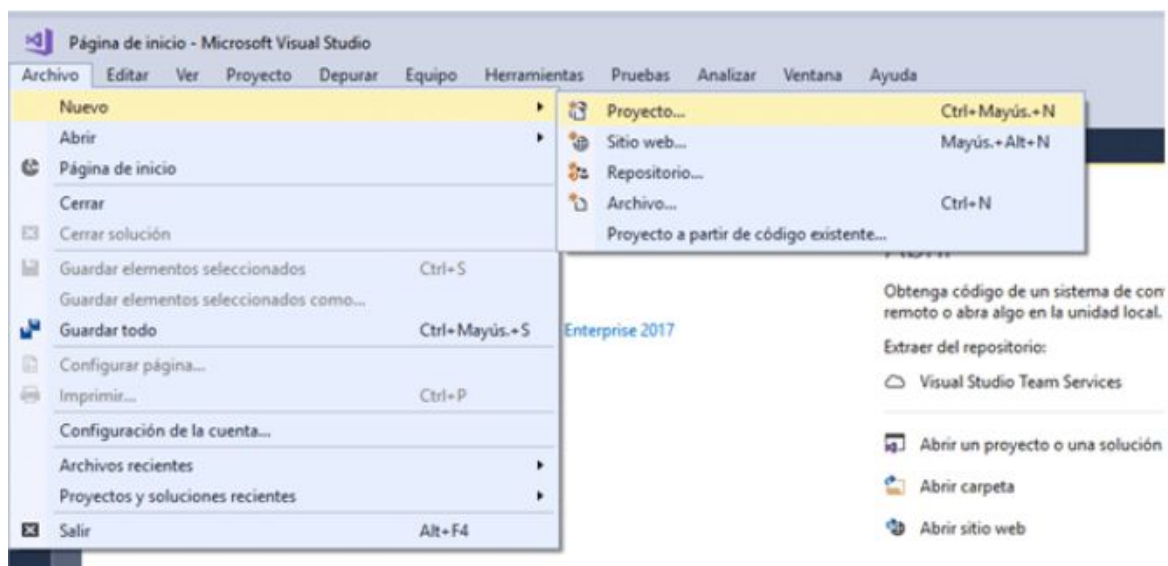 Página de inicio - Microsoft Visual Studio
Archivo Editar Ver Proyecto Depurar Equipo Herramientas Pruebas Analizar Ventana Ayuda
Nuevo
Abrir
Página de inicio
Cerrar
Cerrar solución
Guardar elementos seleccionados Ctrl+S
Guardar elementos seleccionados como...
Guardar todo Ctrl+Mayús.+S
Configurar página...
Imprimir... Ctrl+P
Configuración de la cuenta...
Archivos recientes
Proyectos y soluciones recientes
Salir Alt+F4
Proyecto... Ctrl+Mayús.+N
Sitio web... Mayús.+Alt+N
Repositorio...
Archivo... Ctrl+N
Proyecto a partir de código existente...
Enterprise 2017
Obtenga código de un sistema de con
remoto o abra algo en la unidad local.
Extraer del repositorio:
Visual Studio Team Services
Abrir un proyecto o una solución
Abrir carpeta
Abrir sitio web